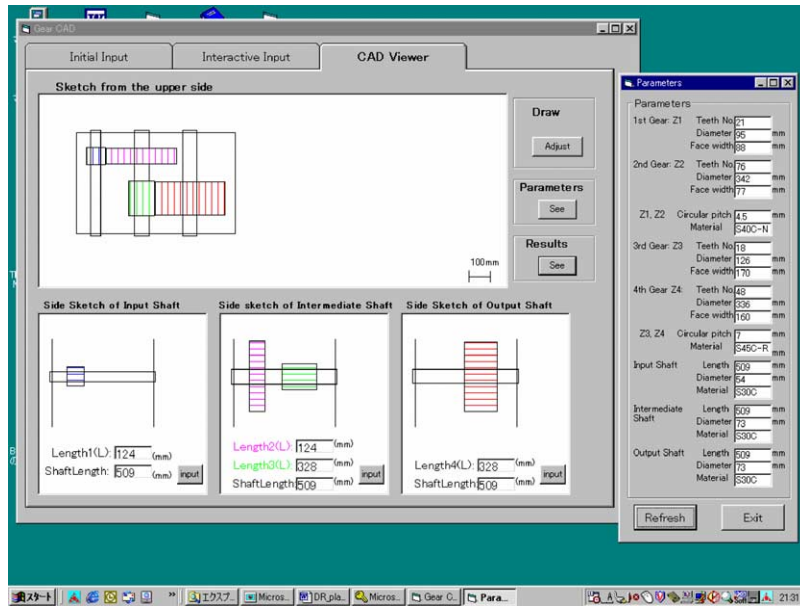 Gear CAD
Initial Input
Interactive Input
CAD Viewer
Sketch from the upper side
100mm
Draw
Adjust
Parameters
See
Results
See
Side Sketch of Input Shaft
Length1(L): 124 (mm)
ShaftLength: 509 (mm)
input
Side sketch of Intermediate Shaft
Length2(L): 124 (mm)
Length3(L): 328 (mm)
ShaftLength: 509 (mm)
input
Side Sketch of Output Shaft
Length4(L): 328 (mm)
ShaftLength: 509 (mm)
input
Parameters
Parameters
1st Gear: Z1 Teeth No. 21
Diameter 95 mm
Face width 88 mm
2nd Gear: Z2 Teeth No. 76
Diameter 342 mm
Face width 77 mm
Z1, Z2 Circular pitch 4.5 mm
Material S40C-N
3rd Gear: Z3 Teeth No. 18
Diameter 126 mm
Face width 170 mm
4th Gear Z4: Teeth No. 48
Diameter 336 mm
Face width 160 mm
Z3, Z4 Circular pitch 7 mm
Material S45C-R mm
Input Shaft Length 509 mm
Diameter 54 mm
Material S30C
Intermediate Shaft Length 509 mm
Diameter 73 mm
Material S30C
Output Shaft Length 509 mm
Diameter 73 mm
Material S30C
Refresh
Exit
スタート
エクスプ...
Micros...
DR_pla...
Micros...
Gear C...
Para...
21:31